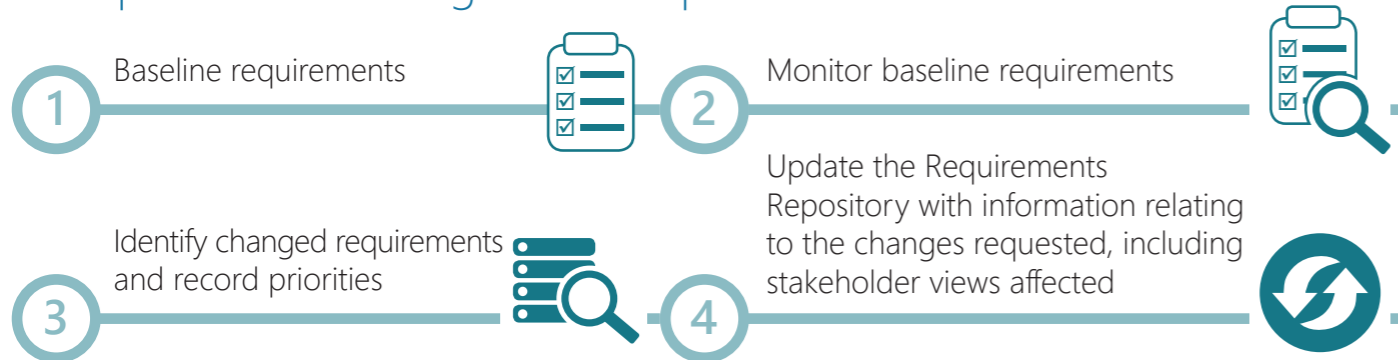 1
Baseline requirements
2
Monitor baseline requirements
3
Identify changed requirements
and record priorities
4
Update the Requirements
Repository with information relating
to the changes requested, including
stakeholder views affected